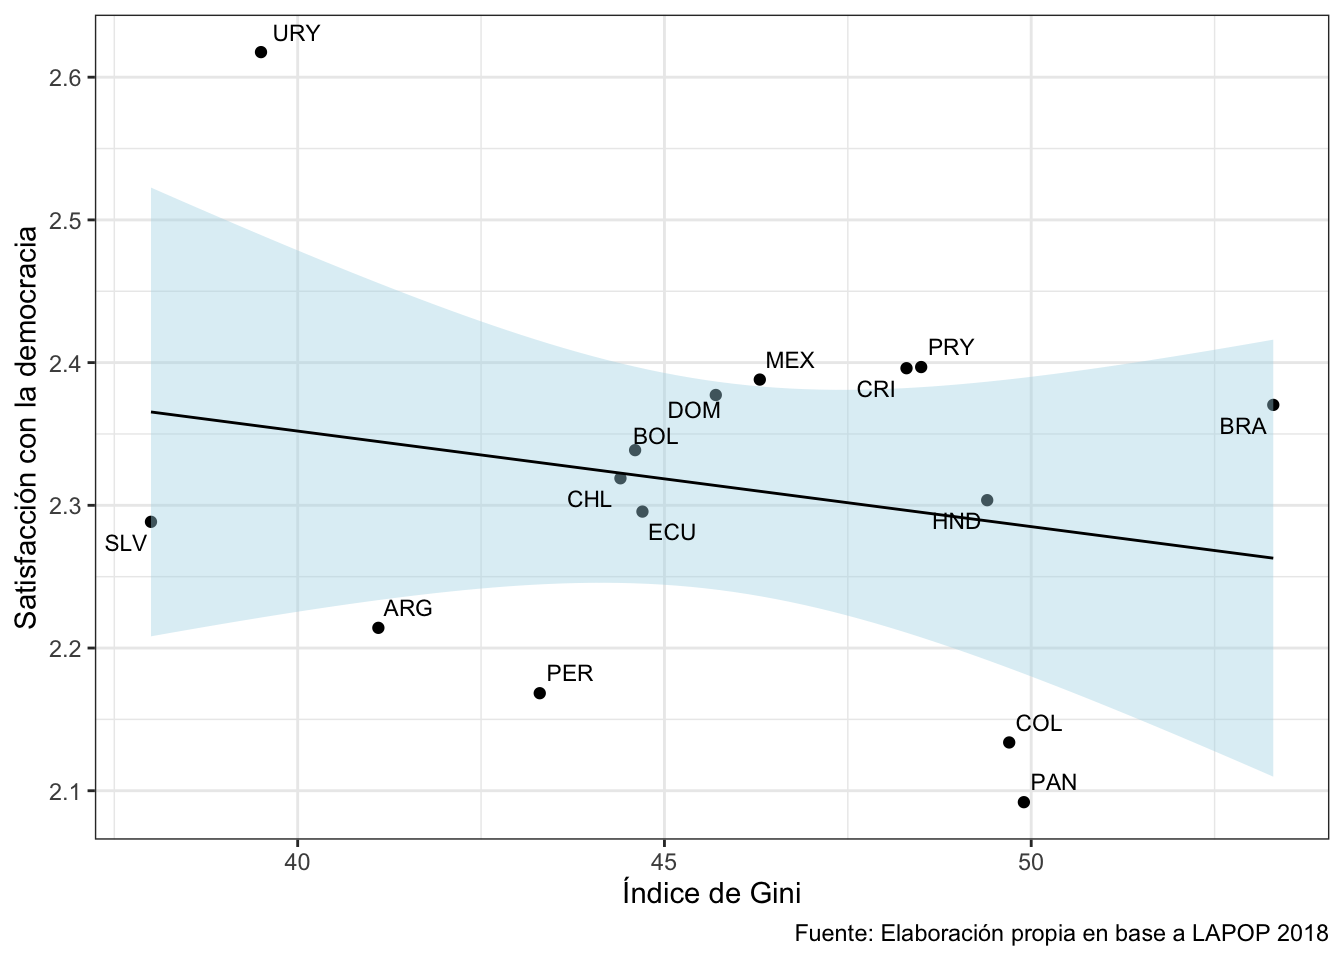 URY
2.6
2.5
2.4
2.3
2.2
2.1
Satisfacción con la democracia
MEX
PRY
CRI
DOM
BRA
BOL
CHL
HND
ECU
SLV
ARG
PER
COL
PAN
40
45
50
Índice de Gini
Fuente: Elaboración propia en base a LAPOP 2018